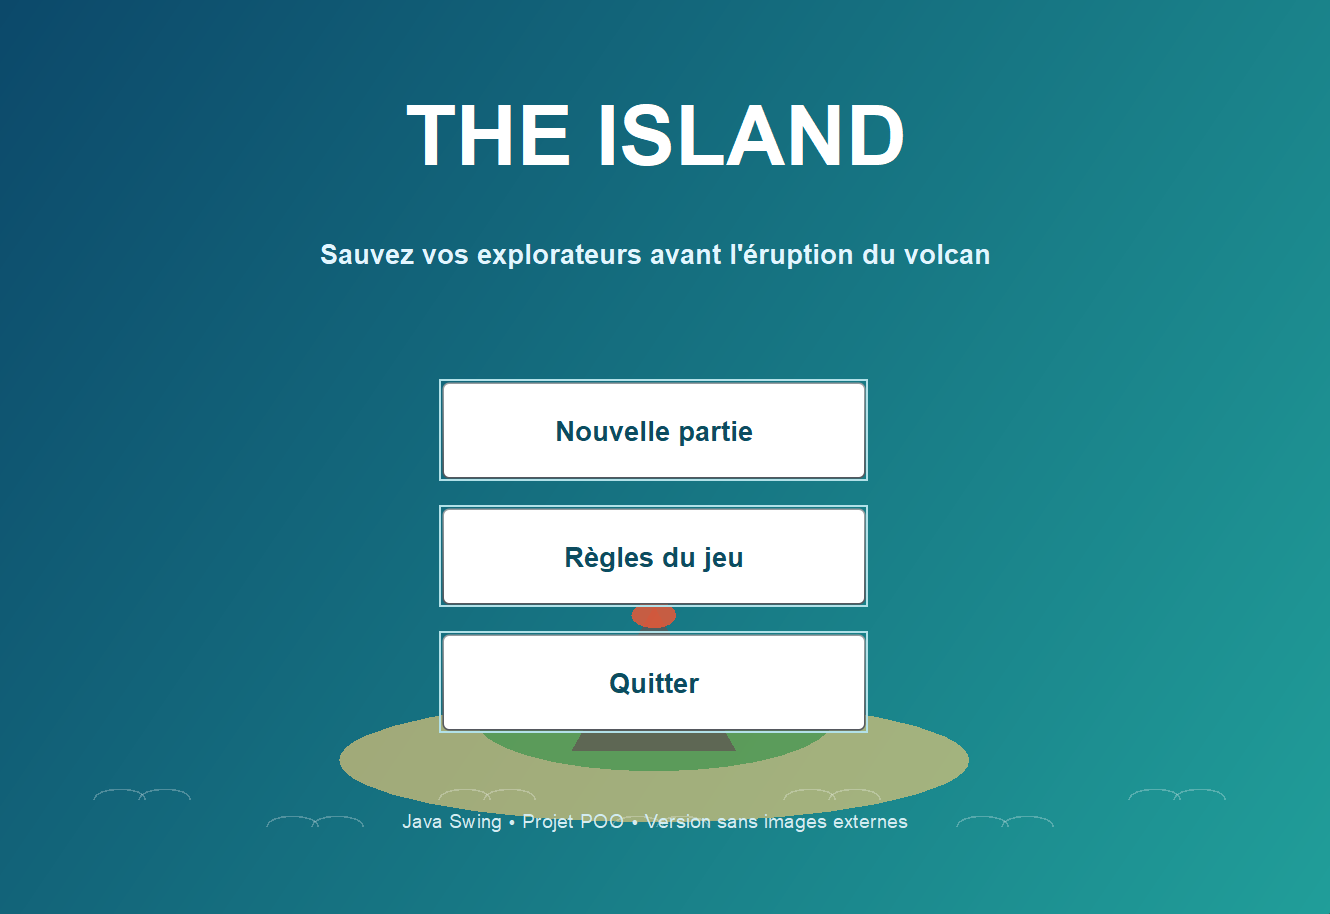 THE ISLAND
Sauvez vos explorateurs avant l'éruption du volcan
Nouvelle partie
Règles du jeu
Quitter
Java Swing • Projet POO • Version sans images externes